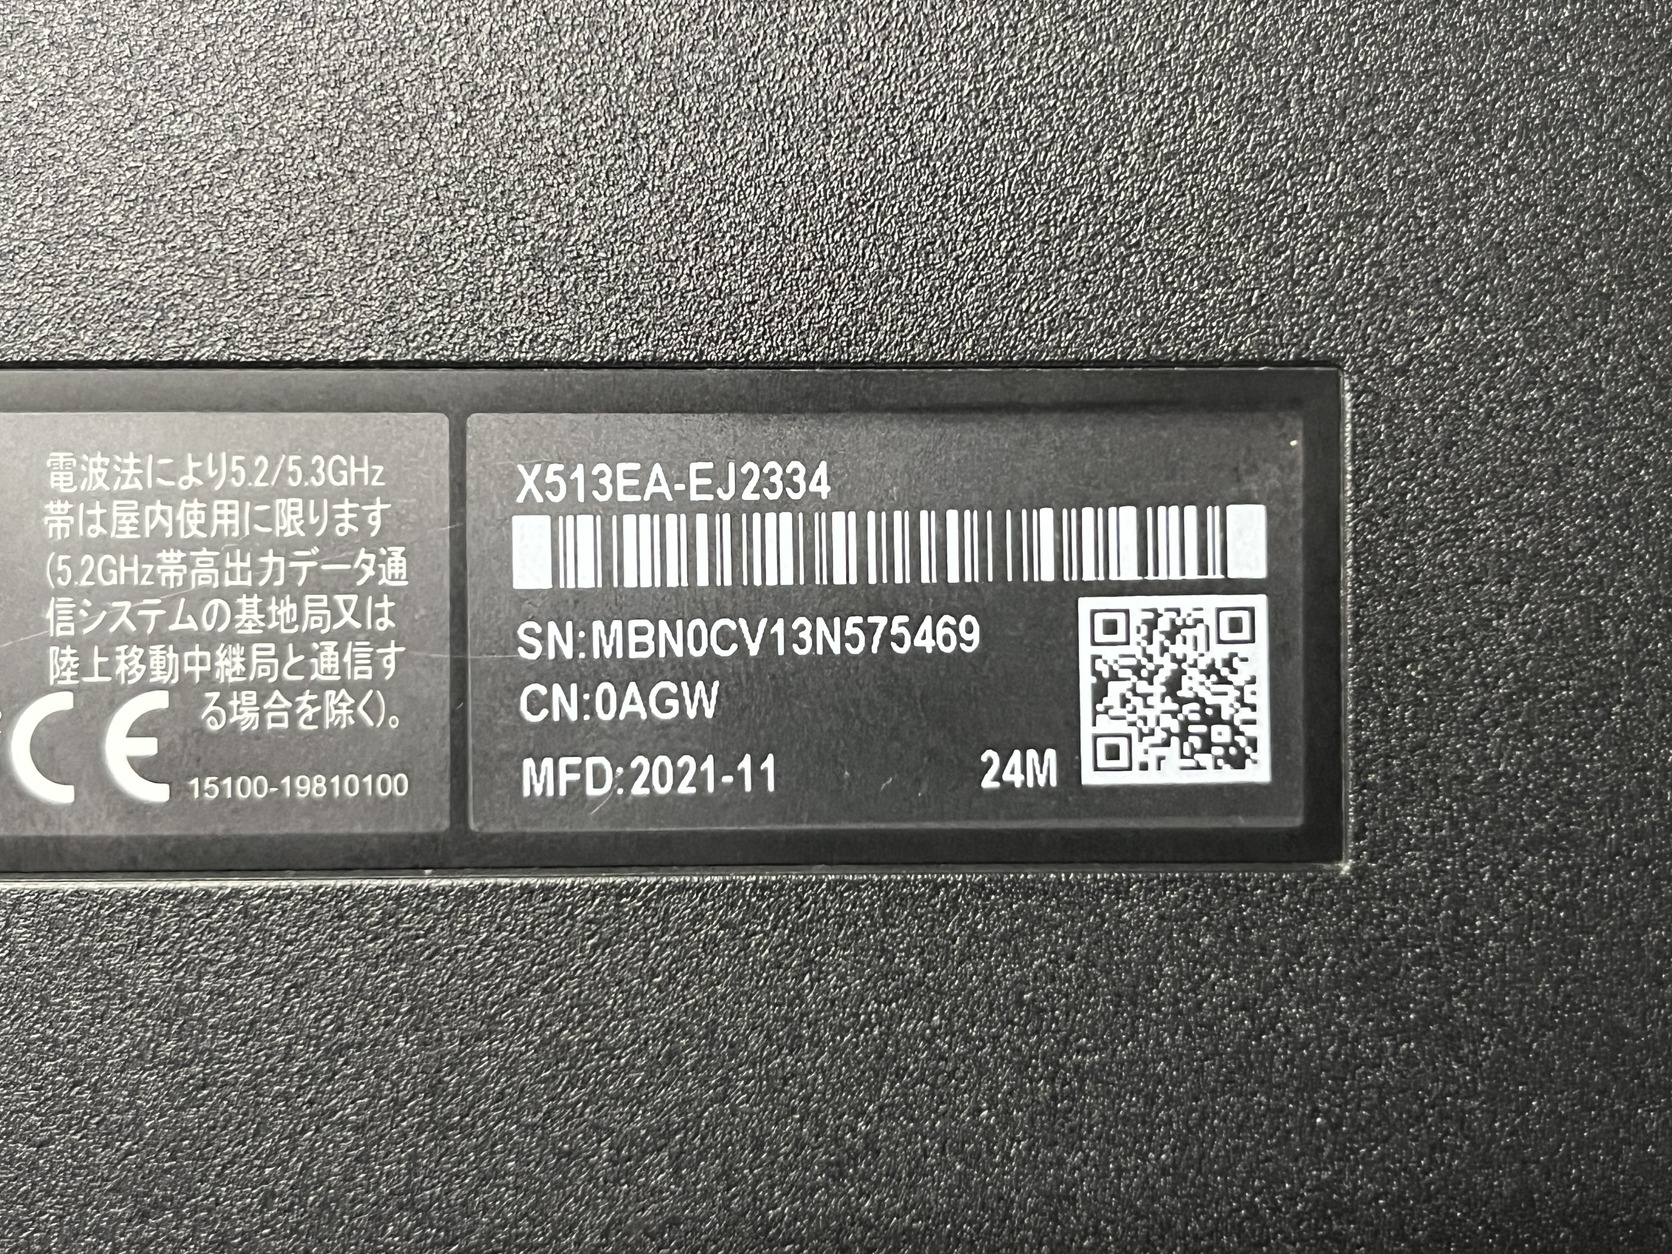 電波法により5.2/5.3GHz
帯は屋内使用に限ります
(5.2GHz帯高出力データ通
信システムの基地局又は
陸上移動中継局と通信す
る場合を除く)。
CE
15100-19810100
X513EA-EJ2334
SN:MBN0CV13N575469
CN:0AGW
MFD:2021-11
24M